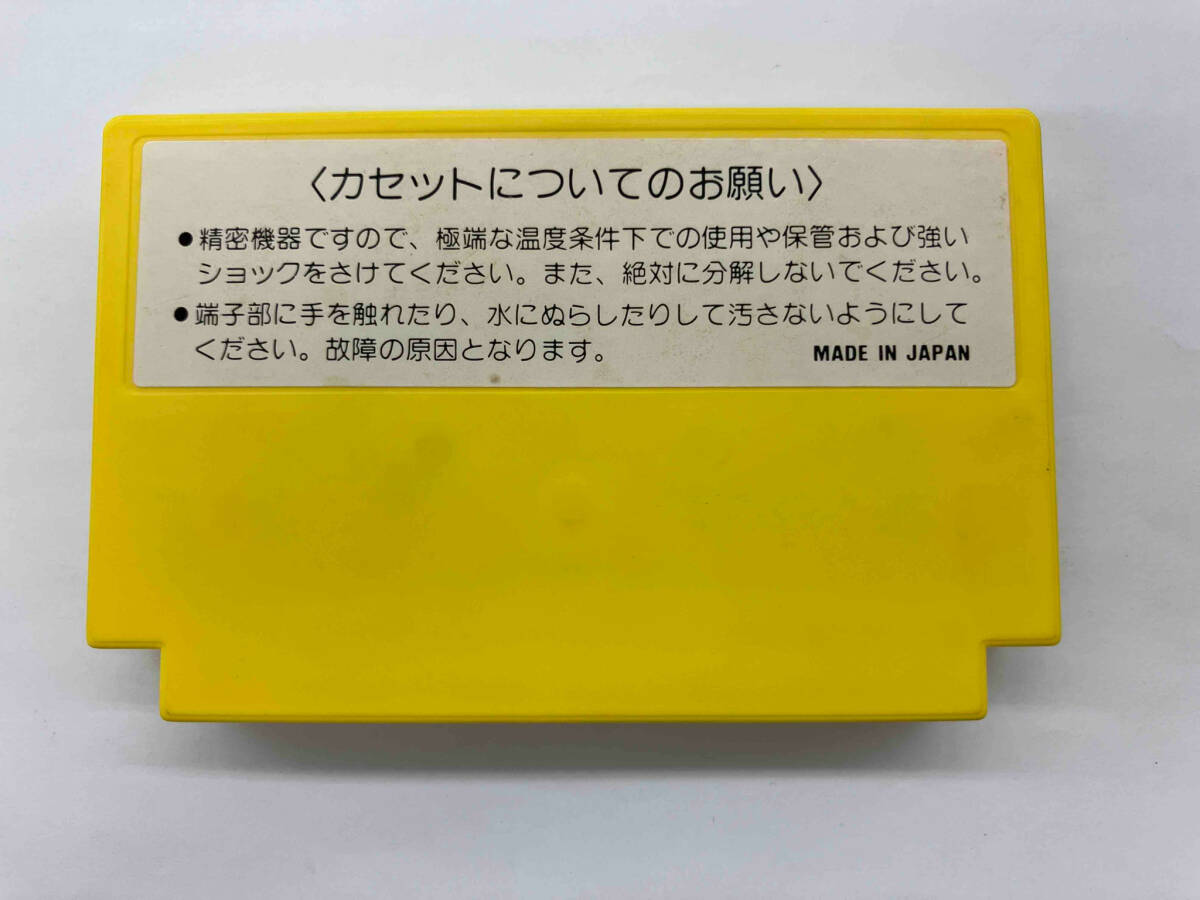 〈カセットについてのお願い〉
●精密機器ですので、極端な温度条件下での使用や保管および強い
ショックをさけてください。また、絶対に分解しないでください。
●端子部に手を触れたり、水にぬらしたりして汚さないようにして
ください。故障の原因となります。 MADE IN JAPAN